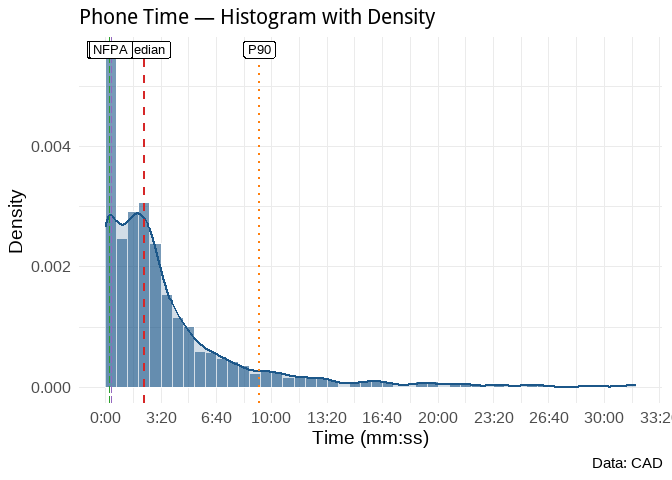 Phone Time — Histogram with Density
NFPA edian P90
0.004
0.002
0.000
Density
0:00 3:20 6:40 10:00 13:20 16:40 20:00 23:20 26:40 30:00 33:20
Time (mm:ss)
Data: CAD